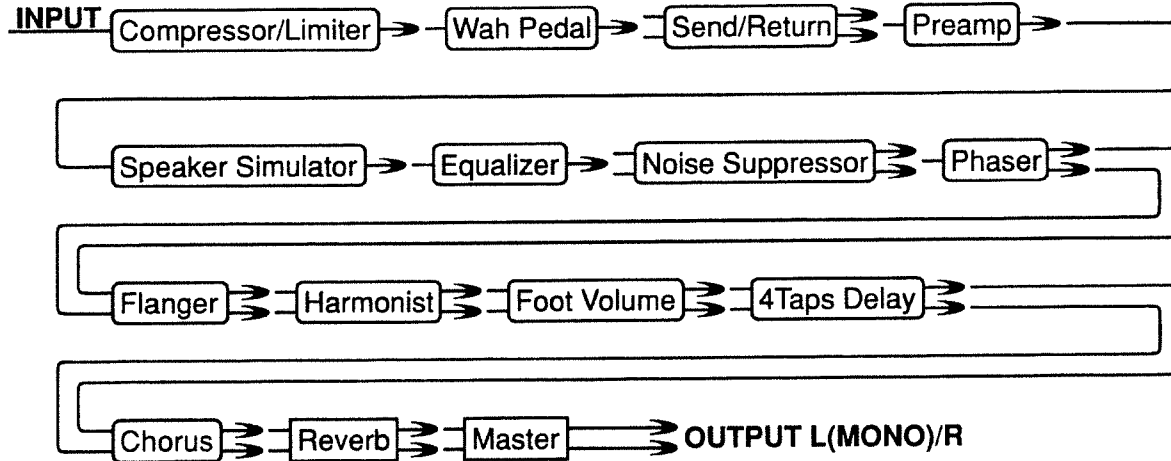 INPUT Compressor/Limiter Wah Pedal Send/Return Preamp
Speaker Simulator Equalizer Noise Suppressor Phaser
Flanger Harmonist Foot Volume 4Taps Delay
Chorus Reverb Master OUTPUT L(MONO)/R